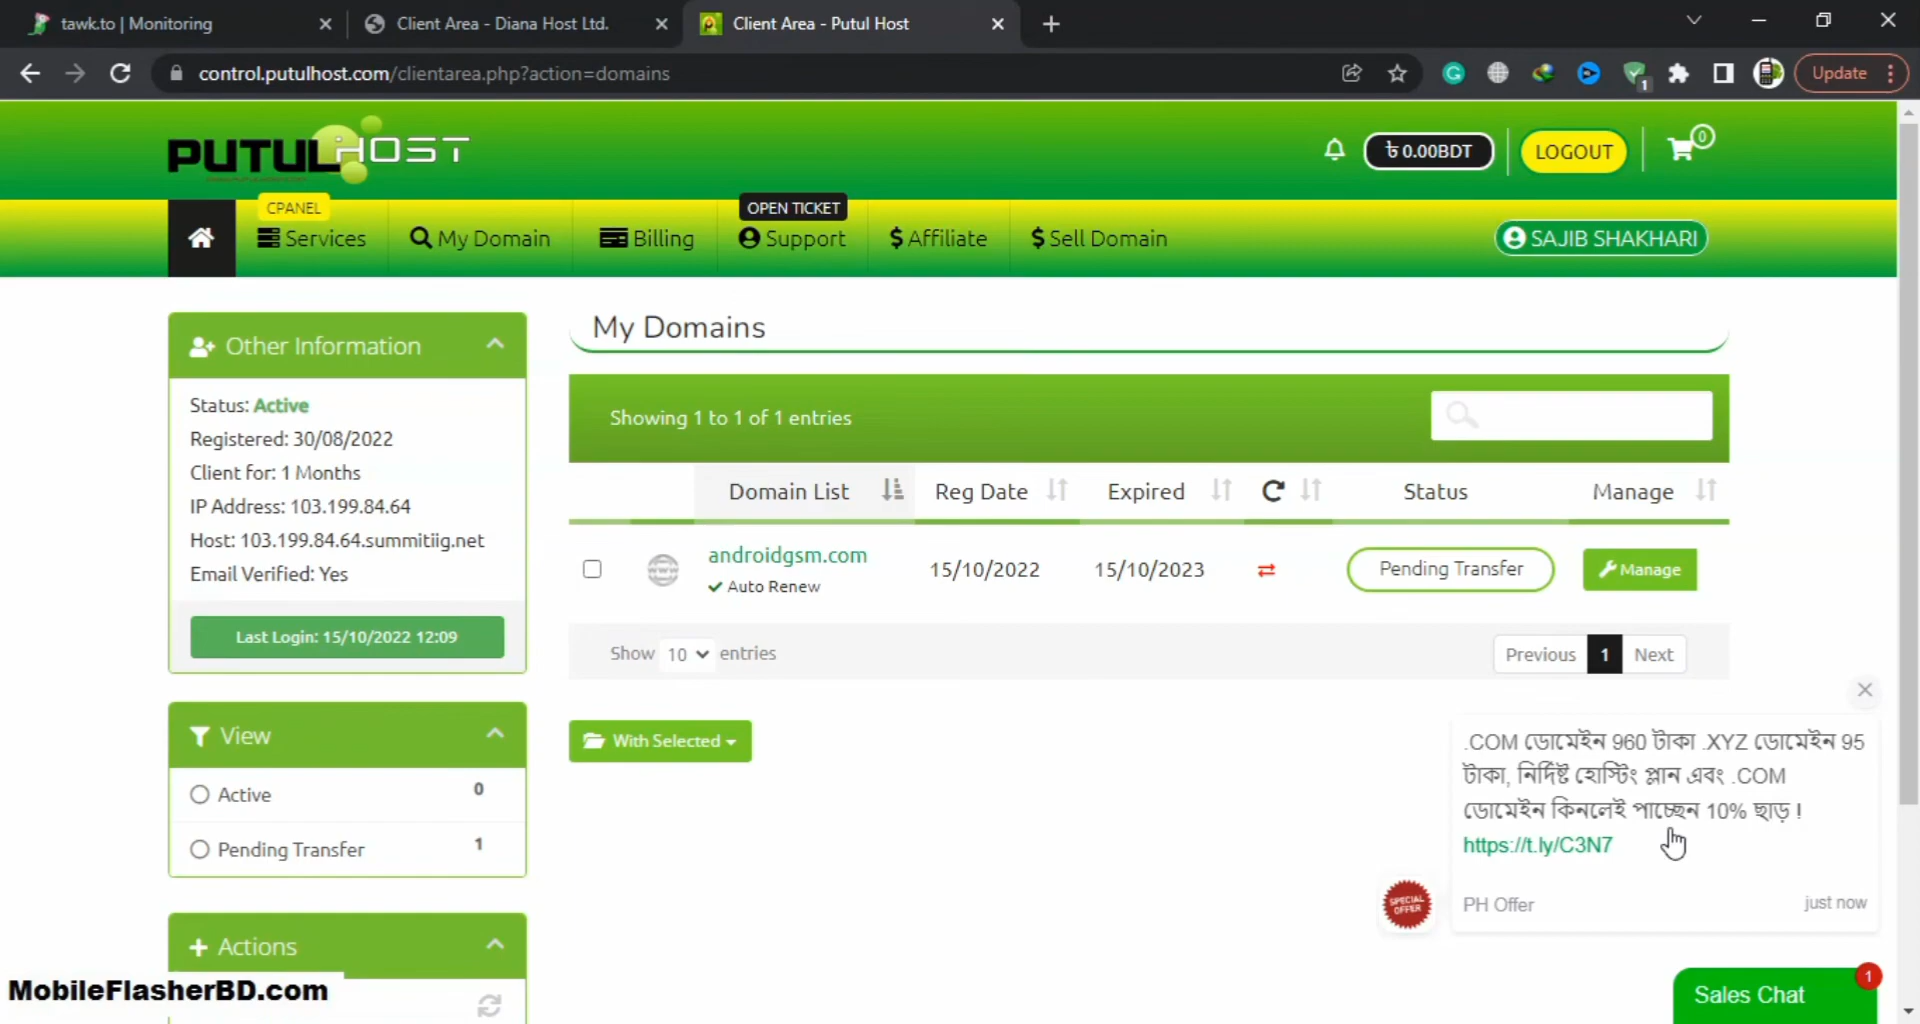 tawk.to | Monitoring
Client Area - Diana Host Ltd.
Client Area - Putul Host
control.putulhost.com/clientarea.php?action=domains
1
Update
PUTUL HOST
৳ 0.00BDT
LOGOUT
0
CPANEL
OPEN TICKET
Services
My Domain
Billing
Support
$ Affiliate
$ Sell Domain
SAJIB SHAKHARI
Other Information
Status: Active
Registered: 30/08/2022
Client for: 1 Months
IP Address: 103.199.84.64
Host: 103.199.84.64.summitiig.net
Email Verified: Yes
Last Login: 15/10/2022 12:09
View
Active 0
Pending Transfer 1
Actions
My Domains
Showing 1 to 1 of 1 entries
Domain List Reg Date Expired Status Manage
androidgsm.com
Auto Renew
15/10/2022 15/10/2023 Pending Transfer Manage
Show 10 entries
Previous 1 Next
With Selected
.COM ডোমেইন 960 টাকা .XYZ ডোমেইন 95
টাকা, নির্দিষ্ট হোস্টিং প্লান এবং .COM
ডোমেইন কিনলেই পাচ্ছেন 10% ছাড় !
https://t.ly/C3N7
SPECIAL
OFFER
PH Offer just now
Sales Chat 1
MobileFlasherBD.com